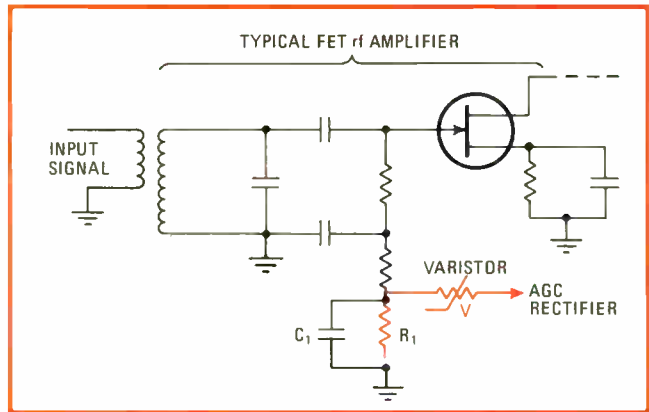 TYPICAL FET rf AMPLIFIER
INPUT
SIGNAL
VARISTOR
AGC
RECTIFIER
V
C1
R1